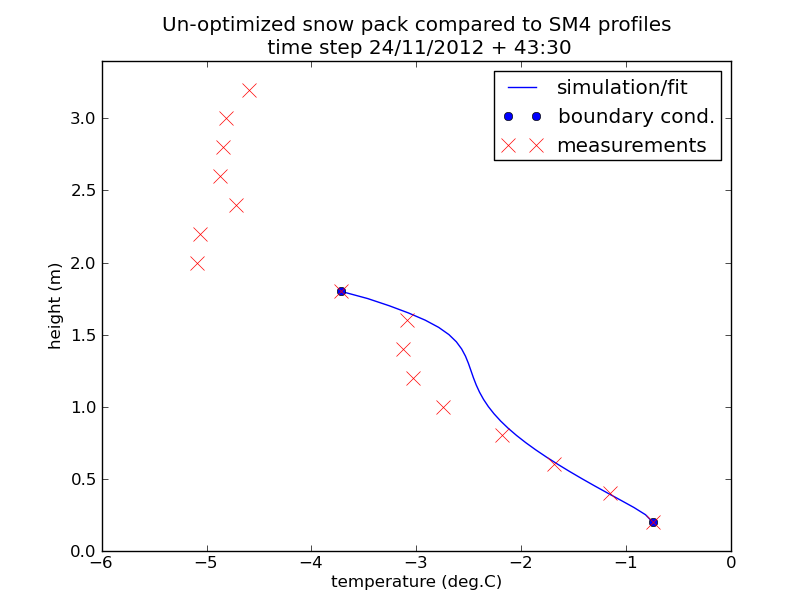 Un-optimized snow pack compared to SM4 profiles
time step 24/11/2012 + 43:30
simulation/fit
boundary cond.
measurements
height (m)
3.0
2.5
2.0
1.5
1.0
0.5
0.0
−6
−5
−4
−3
−2
−1
0
temperature (deg.C)